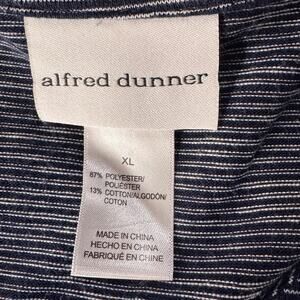 alfred dunner
XL
87% POLYESTER/
POLIÉSTER
13% COTTON/ALGODÓN/
COTON
MADE IN CHINA
HECHO EN CHINA
FABRIQUÉ EN CHINE